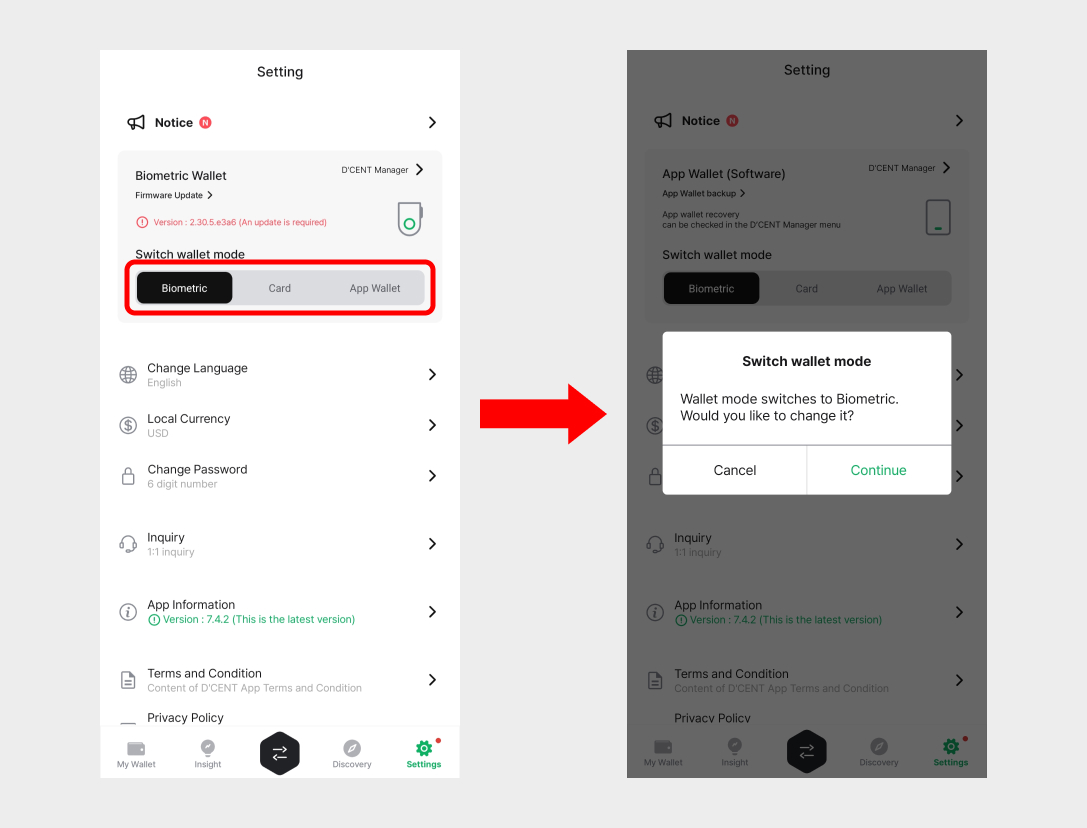 Setting
Notice N
D'CENT Manager
Biometric Wallet
Firmware Update
Version : 2.30.5.e3a6 (An update is required)
Switch wallet mode
Biometric Card App Wallet
Change Language
English
Local Currency
USD
Change Password
6 digit number
Inquiry
1:1 inquiry
App Information
Version : 7.4.2 (This is the latest version)
Terms and Condition
Content of D'CENT App Terms and Condition
Privacy Policy
My Wallet Insight Discovery Settings
Setting
Notice N
D'CENT Manager
App Wallet (Software)
App Wallet backup
App wallet recovery
can be checked in the D'CENT Manager menu
Switch wallet mode
Biometric Card App Wallet
Switch wallet mode
Wallet mode switches to Biometric.
Would you like to change it?
Cancel Continue
Inquiry
1:1 inquiry
App Information
Version : 7.4.2 (This is the latest version)
Terms and Condition
Content of D'CENT App Terms and Condition
Privacy Policy
My Wallet Insight Discovery Settings